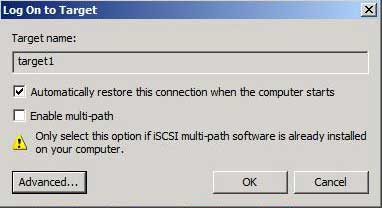 Log On to Target
Target name:
target1
Automatically restore this connection when the computer starts
Enable multi-path
Only select this option if iSCSI multi-path software is already installed
on your computer.
Advanced...
OK
Cancel